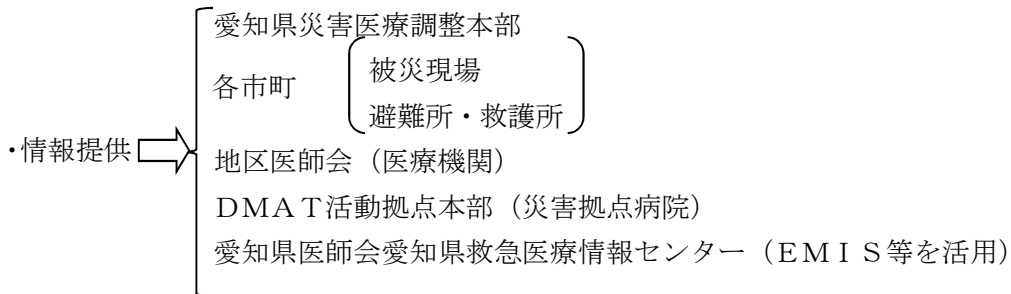 愛知県災害医療調整本部
各市町
被災現場
避難所・救護所
・情報提供
地区医師会（医療機関）
ＤＭＡＴ活動拠点本部（災害拠点病院）
愛知県医師会愛知県救急医療情報センター（ＥＭＩＳ等を活用）